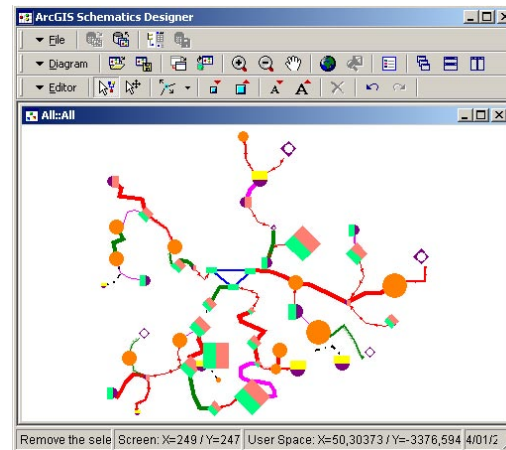 ArcGIS Schematics Designer
File
Diagram
Editor A A
All::All
Remove the sele Screen: X=249 / Y=247 User Space: X=50,30373 / Y=-3376,594 4/01/2